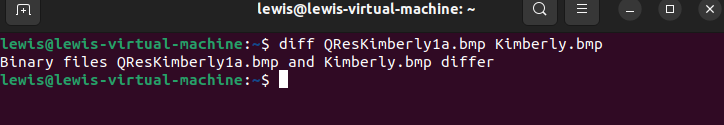 lewis@lewis-virtual-machine: ~
lewis@lewis-virtual-machine:~$ diff QResKimberly1a.bmp Kimberly.bmp
Binary files QResKimberly1a.bmp and Kimberly.bmp differ
lewis@lewis-virtual-machine:~$